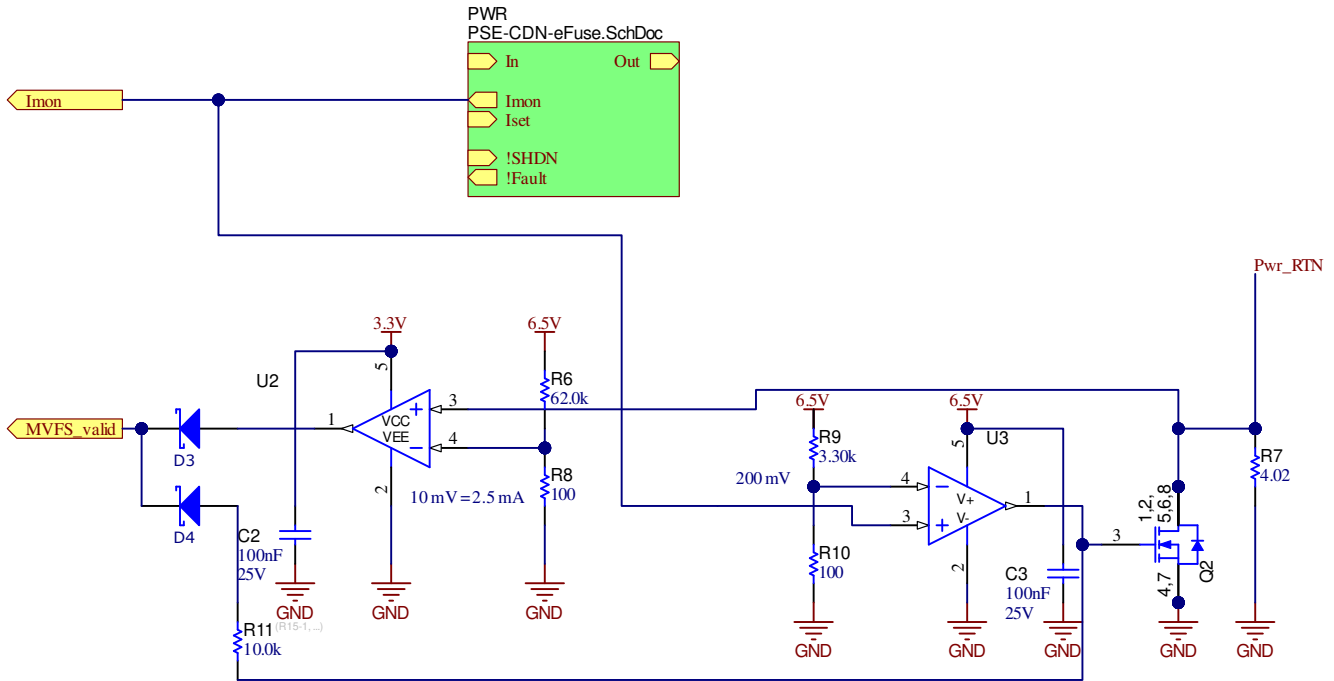 PWR
PSE-CDN-eFuse.SchDoc
In
Out
Imon
Imon
Iset
!SHDN
!Fault
Pwr_RTN
3.3V
6.5V
U2
5
R6
62.0k
3
VCC
VEE
1
4
2
MVFS_valid
D3
D4
R8
100
10 mV = 2.5 mA
C2
100nF
25V
GND
GND
GND
R11
(R15-1, ...)
10.0k
6.5V
6.5V
R9
3.30k
U3
5
200 mV
4
V+
V-
3
1
2
R10
100
C3
100nF
25V
3
1,2,
5,6,8
4,7
Q2
R7
4.02
GND
GND
GND
GND
GND